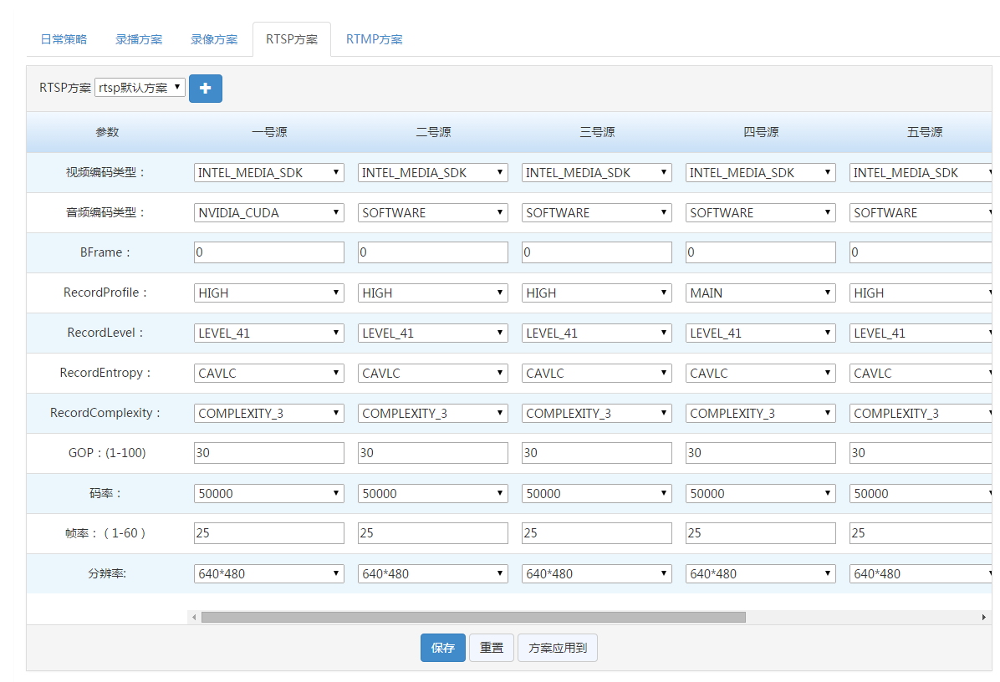 日常策略 录播方案 录像方案 RTSP方案 RTMP方案
RTSP方案 rtsp默认方案
参数 一号源 二号源 三号源 四号源 五号源
视频编码类型： INTEL_MEDIA_SDK INTEL_MEDIA_SDK INTEL_MEDIA_SDK INTEL_MEDIA_SDK INTEL_MEDIA_SDK
音频编码类型： NVIDIA_CUDA SOFTWARE SOFTWARE SOFTWARE SOFTWARE
BFrame： 0 0 0 0 0
RecordProfile： HIGH HIGH HIGH MAIN HIGH
RecordLevel： LEVEL_41 LEVEL_41 LEVEL_41 LEVEL_41 LEVEL_41
RecordEntropy： CAVLC CAVLC CAVLC CAVLC CAVLC
RecordComplexity： COMPLEXITY_3 COMPLEXITY_3 COMPLEXITY_3 COMPLEXITY_3 COMPLEXITY_3
GOP：(1-100) 30 30 30 30 30
码率： 50000 50000 50000 50000 50000
帧率：（1-60） 25 25 25 25 25
分辨率: 640*480 640*480 640*480 640*480 640*480
保存 重置 方案应用到